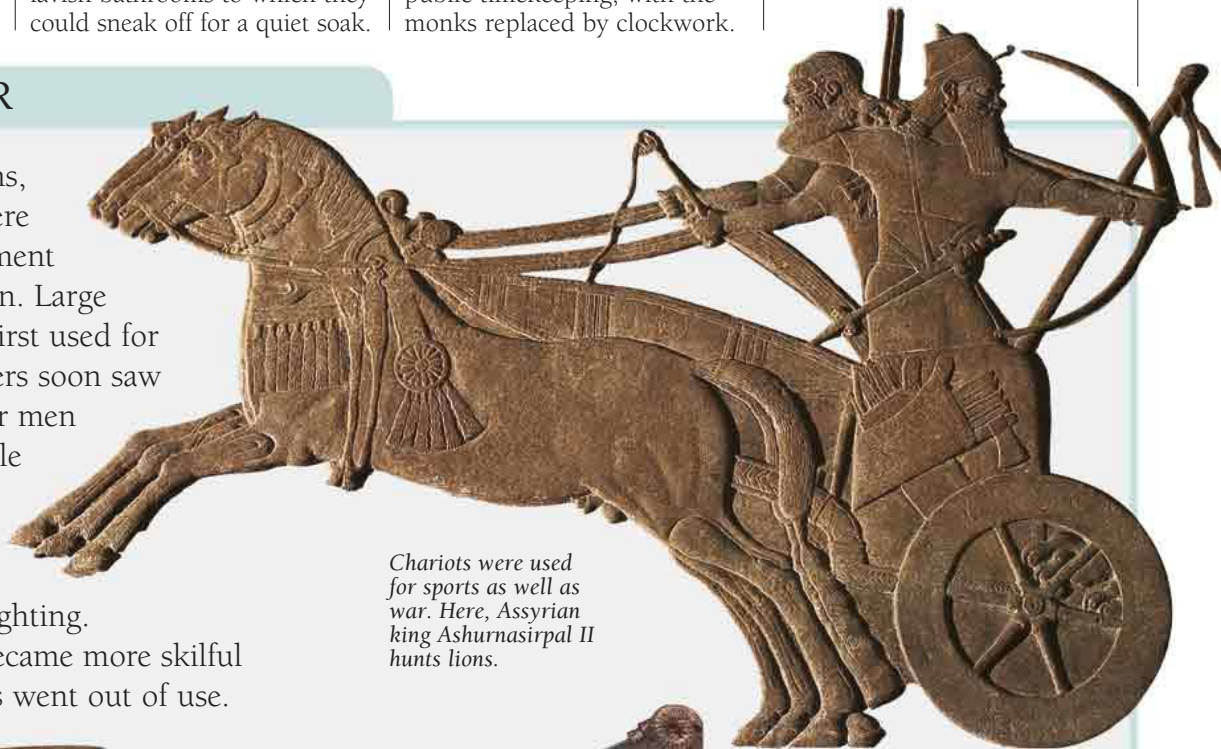 lavish bathrooms to which they
could sneak off for a quiet soak.
public timekeeping, with the
monks replaced by clockwork.
R
ns,
ere
ment
n. Large
irst used for
ers soon saw
r men
le
ghting.
ecame more skilful
s went out of use.
Chariots were used
for sports as well as
war. Here, Assyrian
king Ashurnasirpal II
hunts lions.